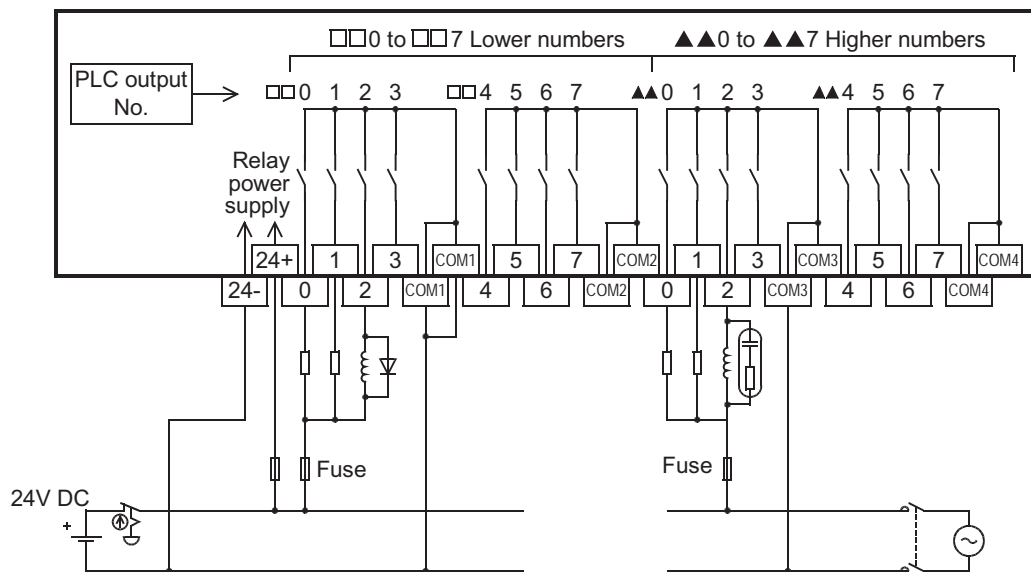 □□0 to □□7 Lower numbers ▲▲0 to ▲▲7 Higher numbers
PLC output
No.
□□0 1 2 3 □□4 5 6 7 ▲▲0 1 2 3 ▲▲4 5 6 7
Relay
power
supply
24+ 1 3 COM1 5 7 COM2 1 3 COM3 5 7 COM4
24- 0 2 COM1 4 6 COM2 0 2 COM3 4 6 COM4
Fuse Fuse
24V DC
+